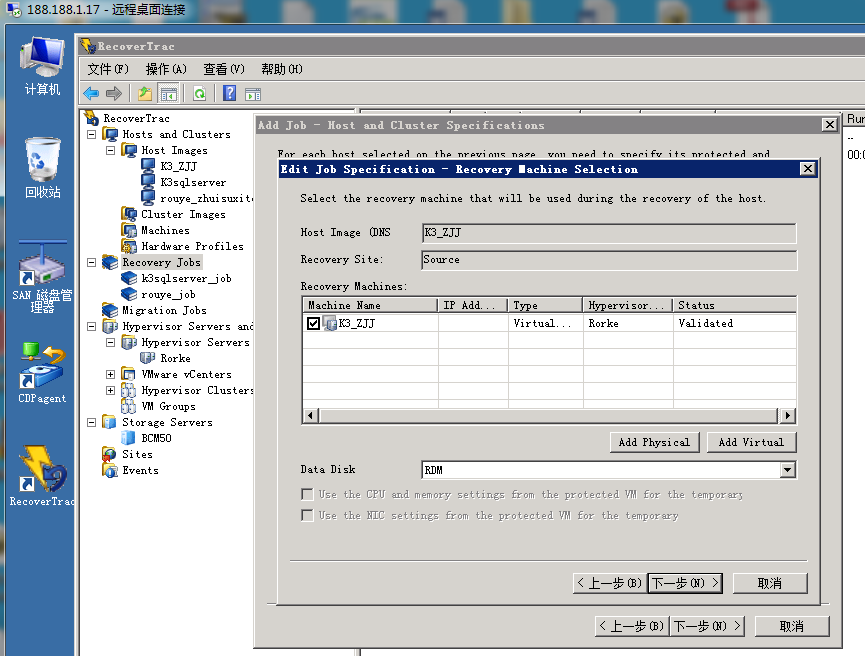 188.188.1.17 - 远程桌面连接
计算机
回收站
SAN 磁盘管
理器
CDPagent
RecoverTrac
RecoverTrac
文件(F) 操作(A) 查看(V) 帮助(H)
RecoverTrac
Hosts and Clusters
Host Images
K3_ZJJ
K3sqlserver
rouye_zhuisuxite
Cluster Images
Machines
Hardware Profiles
Recovery Jobs
k3sqlserver_job
rouye_job
Migration Jobs
Hypervisor Servers and
Hypervisor Servers
Rorke
VMware vCenters
Hypervisor Clusters
VM Groups
Storage Servers
BCM50
Sites
Events
Run
--
00:0
Add Job - Host and Cluster Specifications
For each host selected on the previous page, you need to specify its protected and
Edit Job Specification - Recovery Machine Selection
Select the recovery machine that will be used during the recovery of the host.
Host Image (DNS K3_ZJJ
Recovery Site: Source
Recovery Machines:
Machine Name IP Add... Type Hypervisor... Status
K3_ZJJ Virtual... Rorke Validated
Add Physical Add Virtual
Data Disk RDM
Use the CPU and memory settings from the protected VM for the temporary
Use the NIC settings from the protected VM for the temporary
< 上一步(B) 下一步(N) > 取消
< 上一步(B) 下一步(N) > 取消